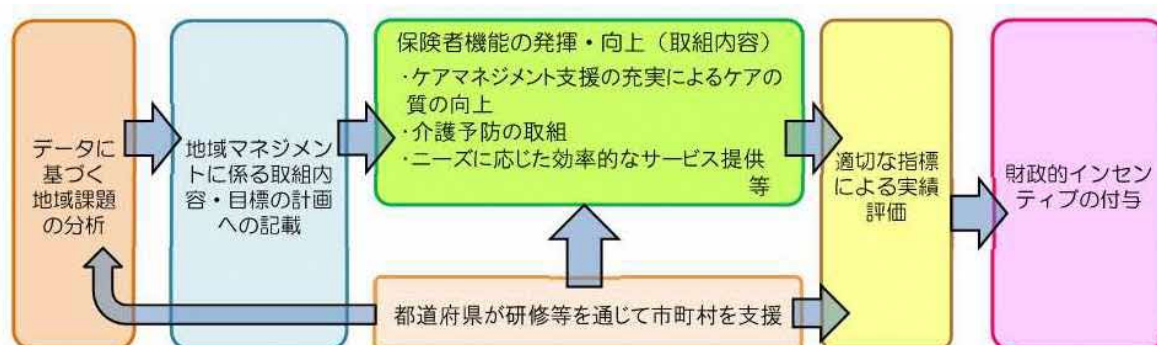 データに
基づく
地域課題
の分析
地域マネジメン
トに係る取組内
容・目標の計画
への記載
保険者機能の発揮・向上（取組内容）
・ケアマネジメント支援の充実によるケアの
質の向上
・介護予防の取組
・ニーズに応じた効率的なサービス提供
等
適切な指標
による実績
評価
財政的インセン
ティブの付与
都道府県が研修等を通じて市町村を支援